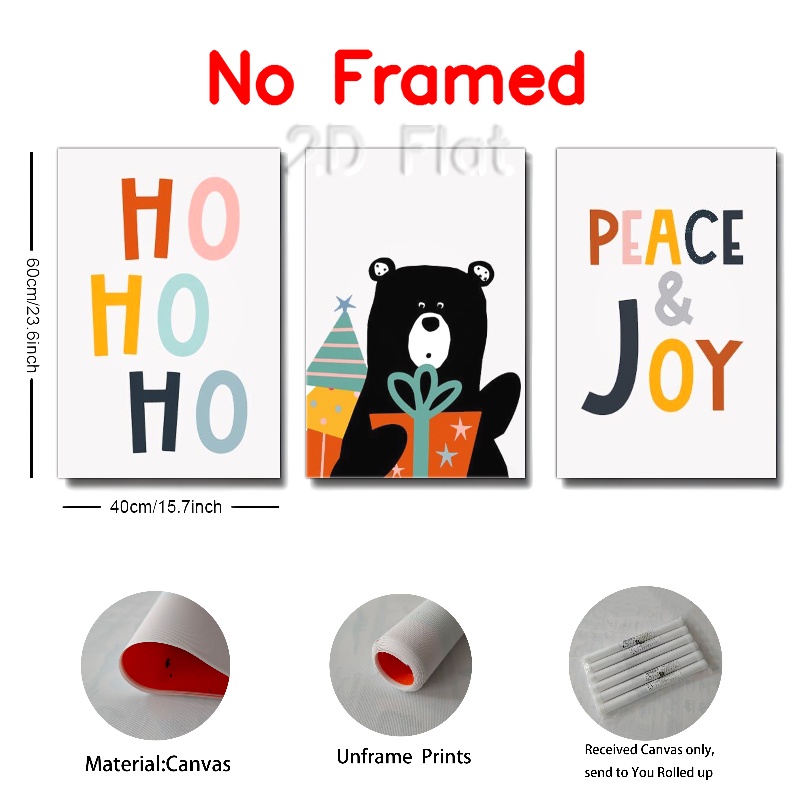 No Framed
2D Flat
HO
HO
HO
PEACE
&
JOY
60cm/23.6inch
40cm/15.7inch
Material:Canvas
Unframe Prints
Received Canvas only,
send to You Rolled up